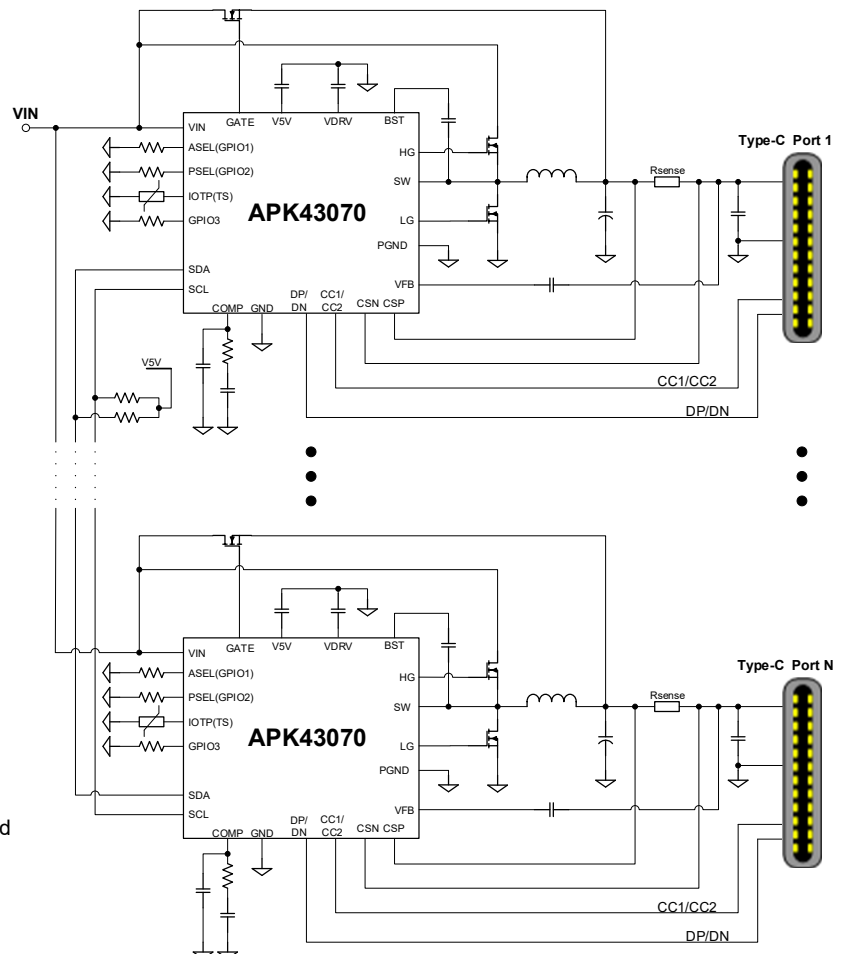 VIN
GATE V5V VDRV BST
VIN
ASEL(GPIO1)
PSEL(GPIO2)
IOTP(TS)
GPIO3
APK43070
HG
SW
LG
PGND
VFB
SDA
SCL
COMP GND DP/DN CC1/CC2 CSN CSP
Rsense
Type-C Port 1
CC1/CC2
DP/DN
V5V
GATE V5V VDRV BST
VIN
ASEL(GPIO1)
PSEL(GPIO2)
IOTP(TS)
GPIO3
APK43070
HG
SW
LG
PGND
VFB
SDA
SCL
COMP GND DP/DN CC1/CC2 CSN CSP
Rsense
Type-C Port N
CC1/CC2
DP/DN
d